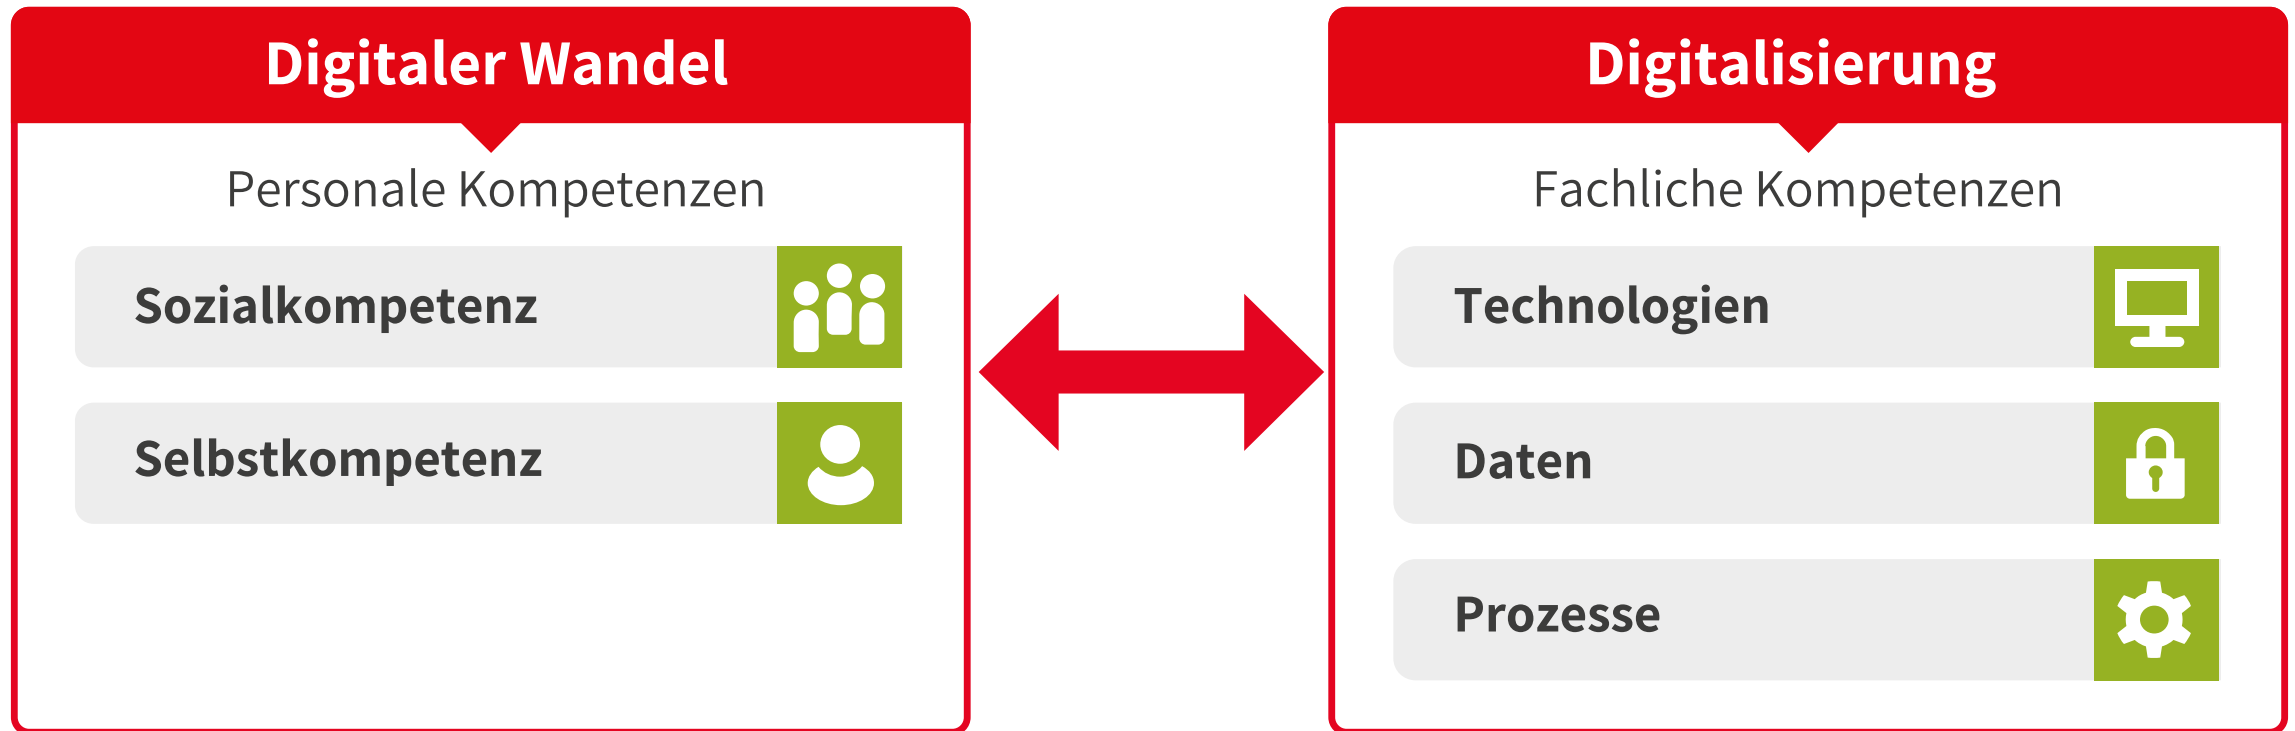 Digitaler Wandel
Personale Kompetenzen
Sozialkompetenz
Selbstkompetenz
Digitalisierung
Fachliche Kompetenzen
Technologien
Daten
Prozesse